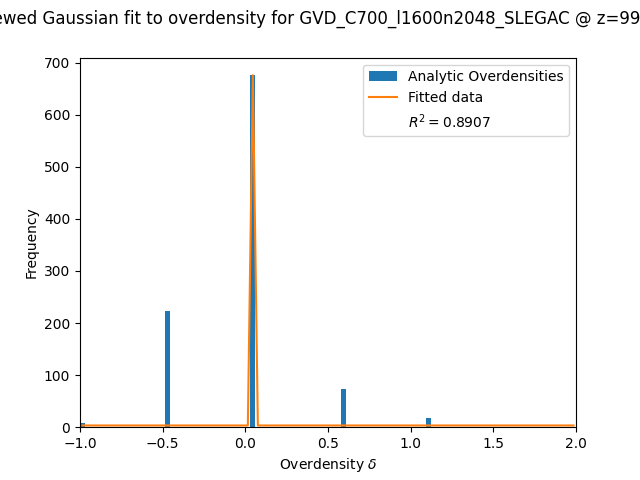 ewed Gaussian fit to overdensity for GVD_C700_l1600n2048_SLEGAC @ z=99
700
600
500
400
300
200
100
0
Frequency
Analytic Overdensities
Fitted data
R² = 0.8907
−1.0 −0.5 0.0 0.5 1.0 1.5 2.0
Overdensity δ